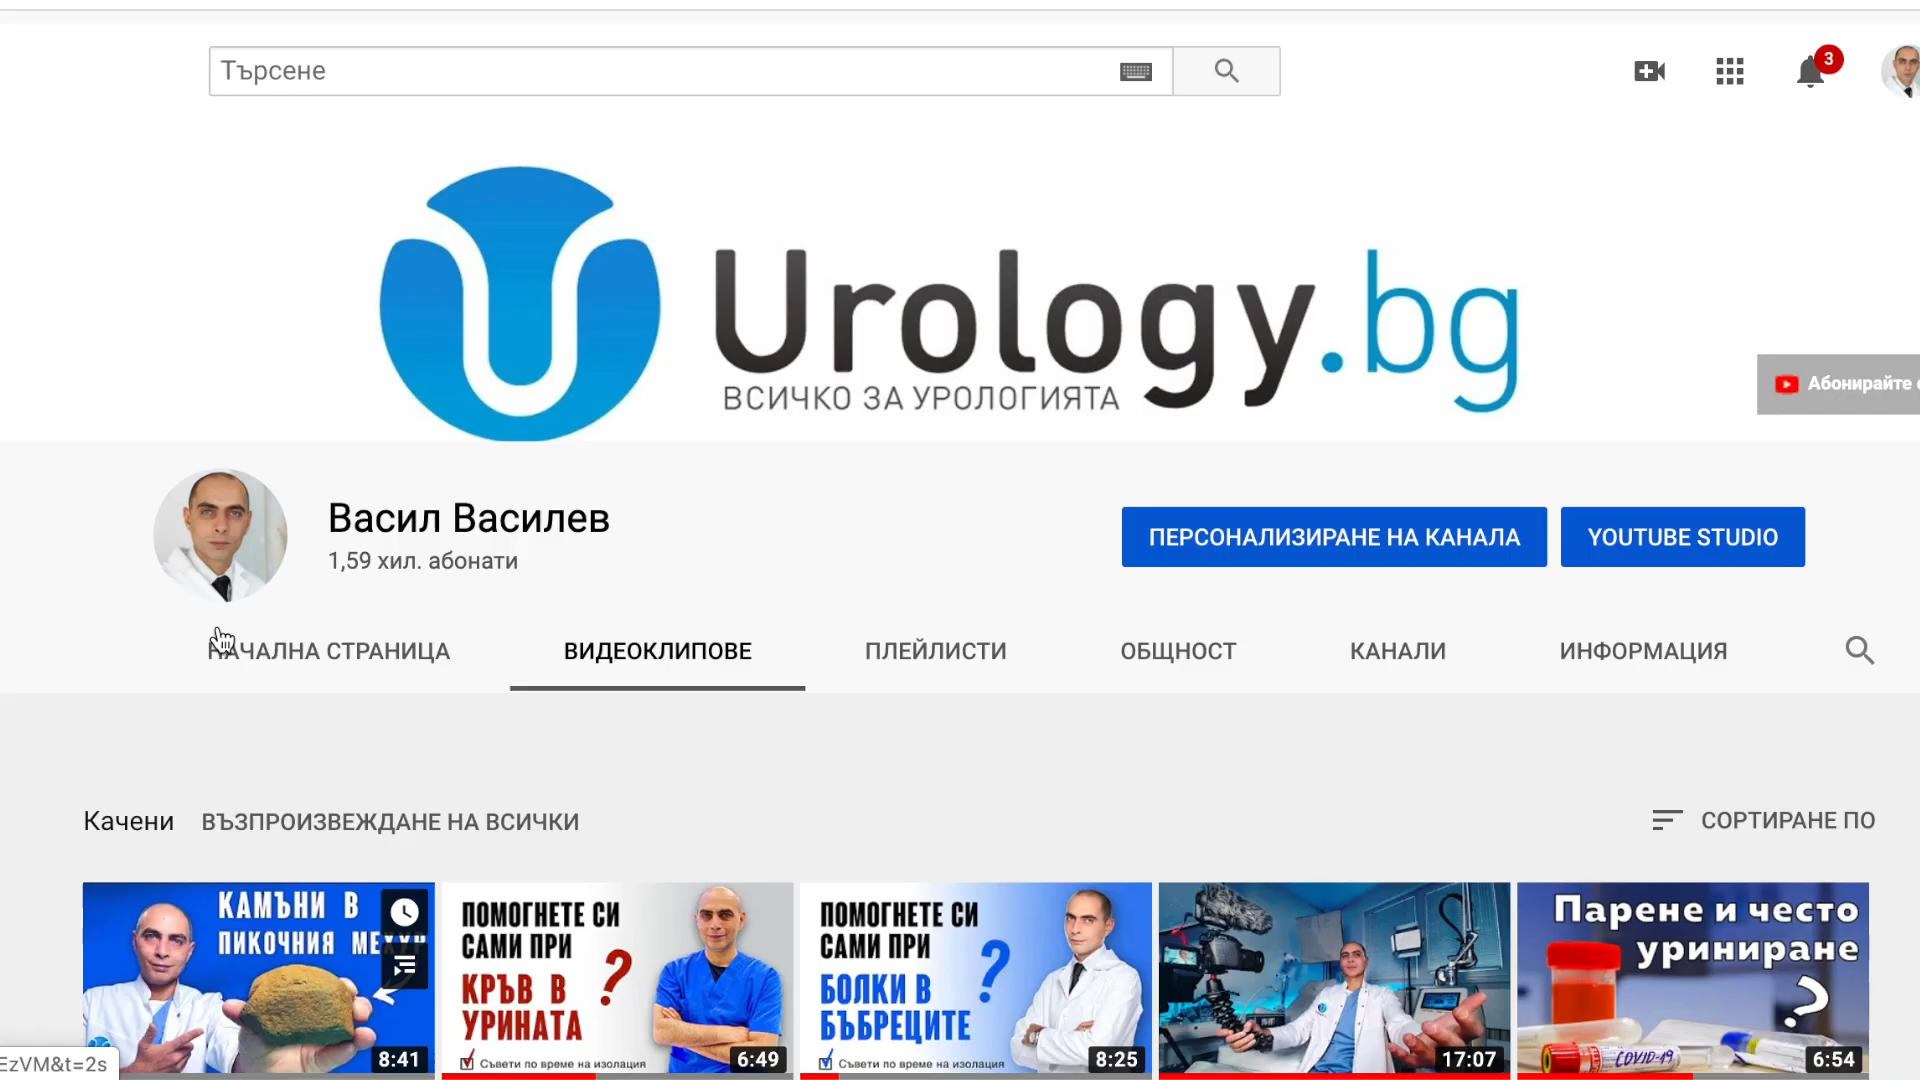 Търсене
3
Urology.bg
ВСИЧКО ЗА УРОЛОГИЯТА
Абонирайте
Васил Василев
1,59 хил. абонати
ПЕРСОНАЛИЗИРАНЕ НА КАНАЛА
YOUTUBE STUDIO
НАЧАЛНА СТРАНИЦА
ВИДЕОКЛИПОВЕ
ПЛЕЙЛИСТИ
ОБЩНОСТ
КАНАЛИ
ИНФОРМАЦИЯ
Качени
ВЪЗПРОИЗВЕЖДАНЕ НА ВСИЧКИ
СОРТИРАНЕ ПО
КАМЪНИ В
ПИКОЧНИЯ МЕХУР
8:41
ПОМОГНЕТЕ СИ
САМИ ПРИ
КРЪВ В
УРИНАТА
?
Съвети по време на изолация
6:49
ПОМОГНЕТЕ СИ
САМИ ПРИ
БОЛКИ В
БЪБРЕЦИТЕ
?
Съвети по време на изолация
8:25
17:07
Парене и често
уриниране
?
COVID-19
6:54
EzVM&t=2s